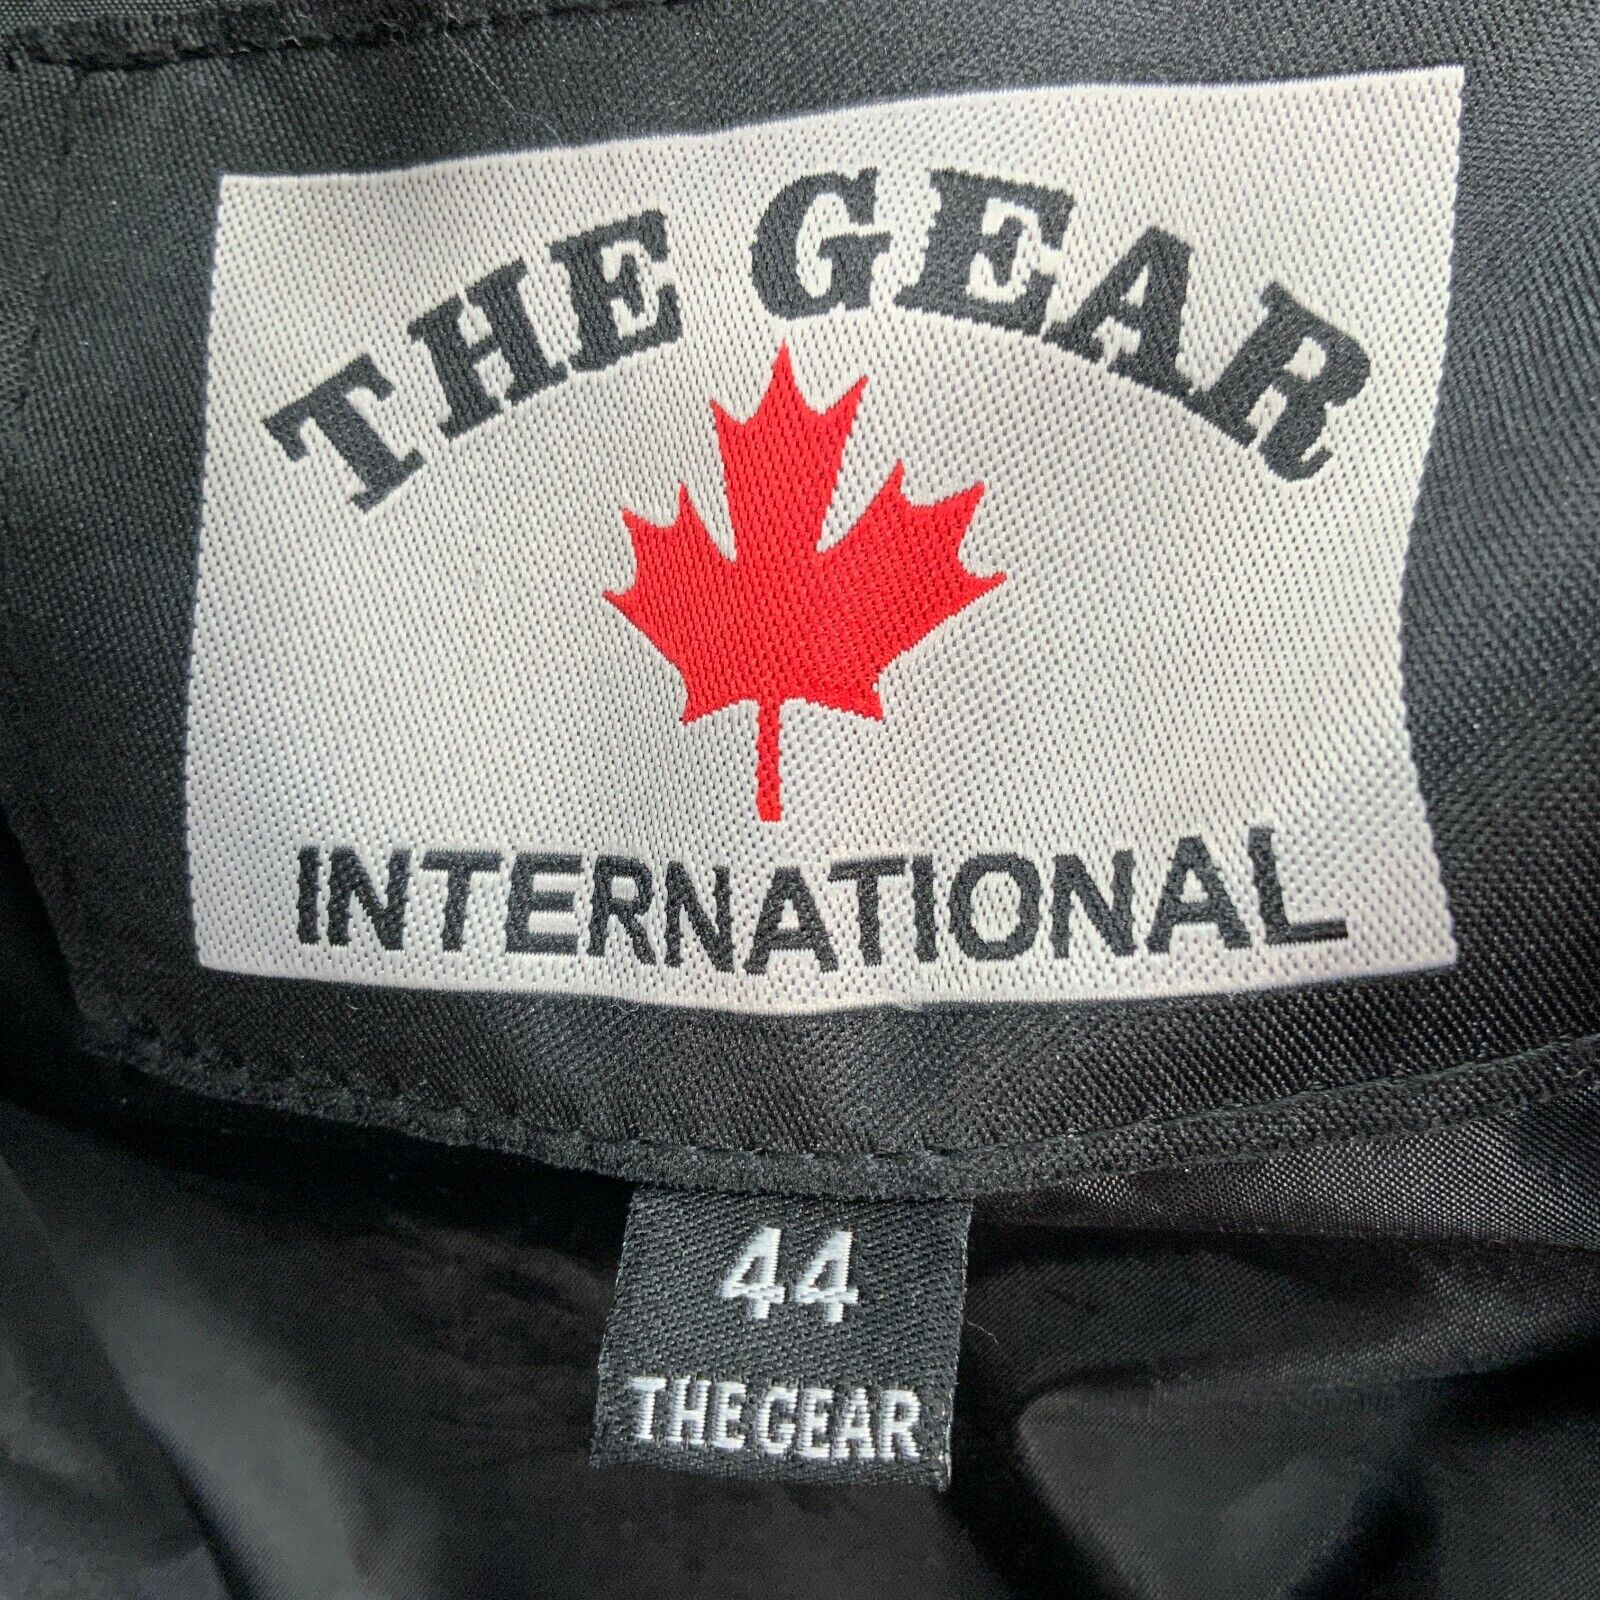 THE GEAR
INTERNATIONAL
44
THE GEAR